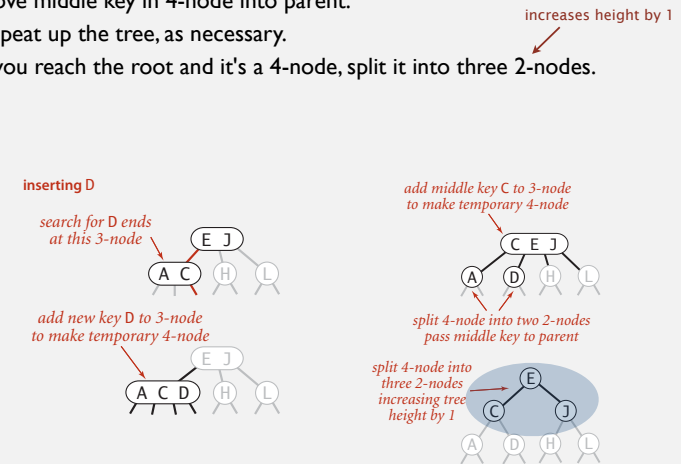 ove middle key in 4-node into parent.
increases height by 1
peat up the tree, as necessary.
you reach the root and it's a 4-node, split it into three 2-nodes.
inserting D
search for D ends
at this 3-node
E J
A C
H
L
add new key D to 3-node
to make temporary 4-node
E J
A C D
H
L
add middle key C to 3-node
to make temporary 4-node
C E J
A
D
H
L
split 4-node into two 2-nodes
pass middle key to parent
split 4-node into
three 2-nodes
increasing tree
height by 1
E
C
J
A
D
H
L